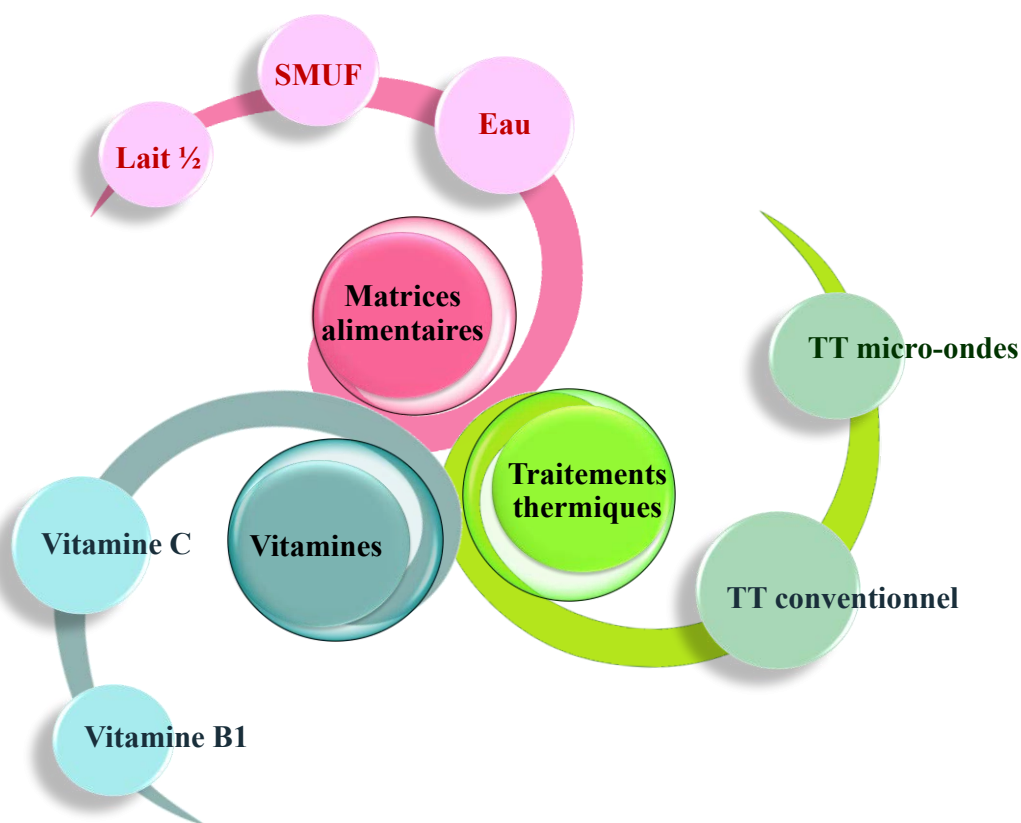 SMUF
Eau
Lait ½
Matrices
alimentaires
TT micro-ondes
Traitements
thermiques
TT conventionnel
Vitamine C
Vitamines
Vitamine B1